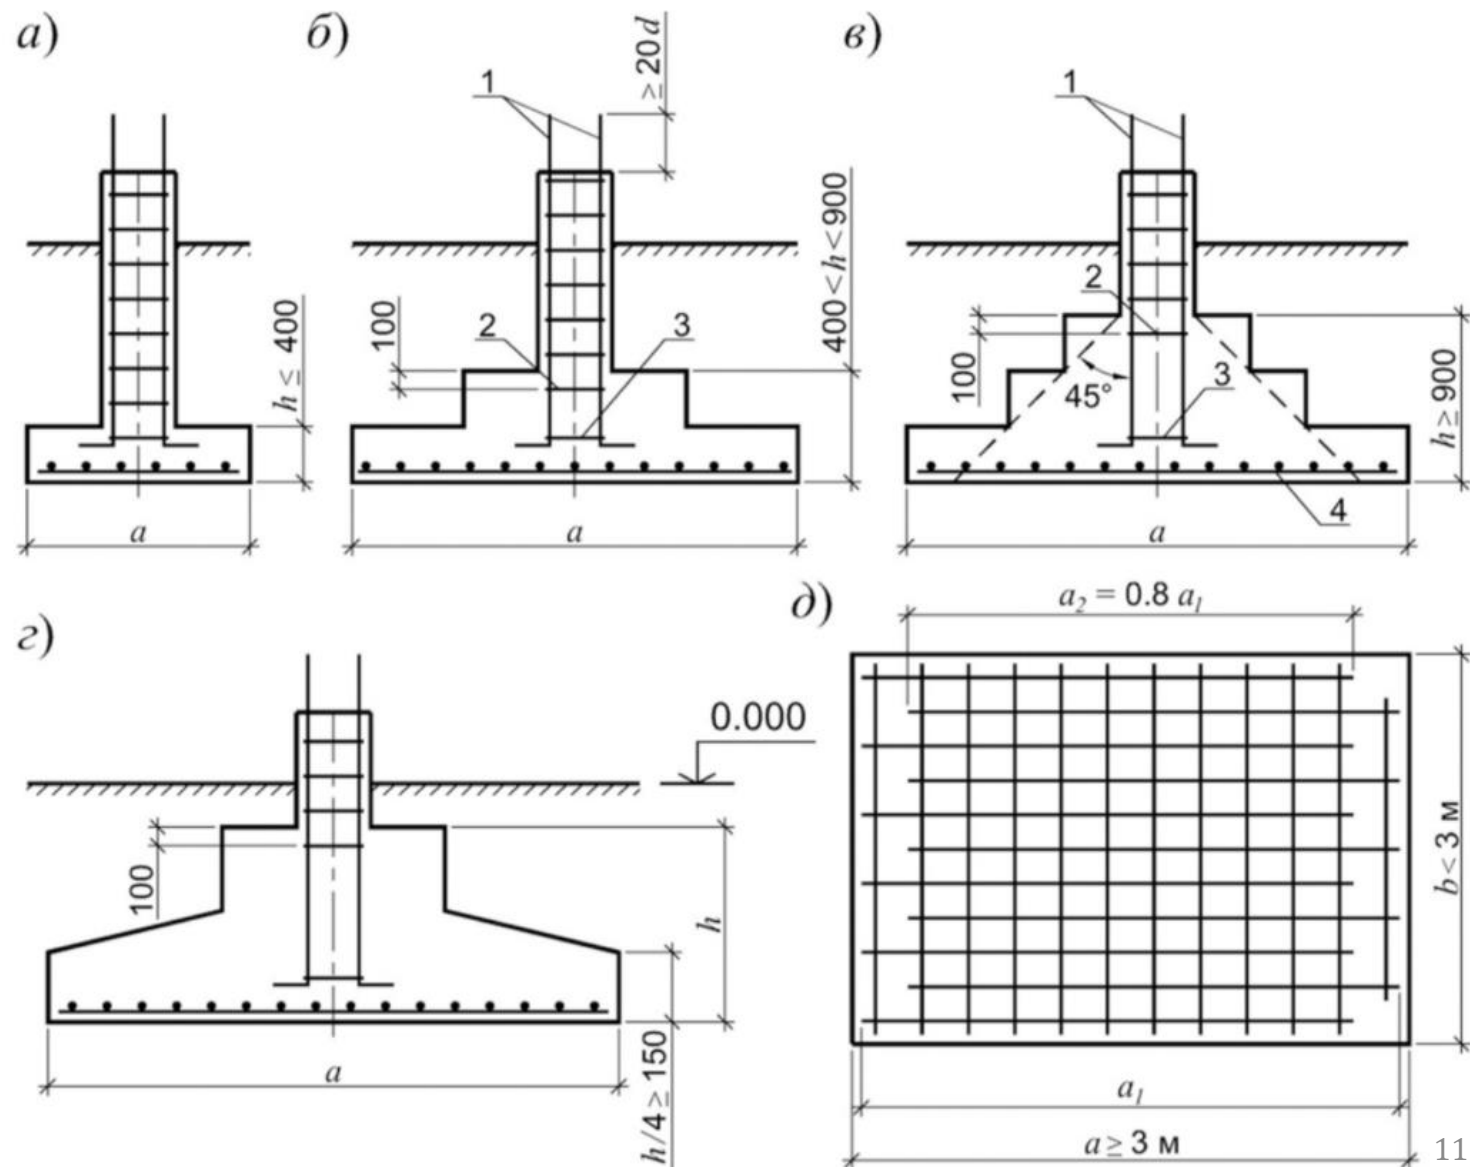 а)
h ≤ 400
a
б)
1
≥ 20d
100
2
3
400 < h < 900
a
в)
1
2
100
45°
3
h ≥ 900
4
a
г)
0.000
100
h
h/4 ≥ 150
a
д)
a₂ = 0.8 a₁
b < 3 м
a₁
a ≥ 3 м
11